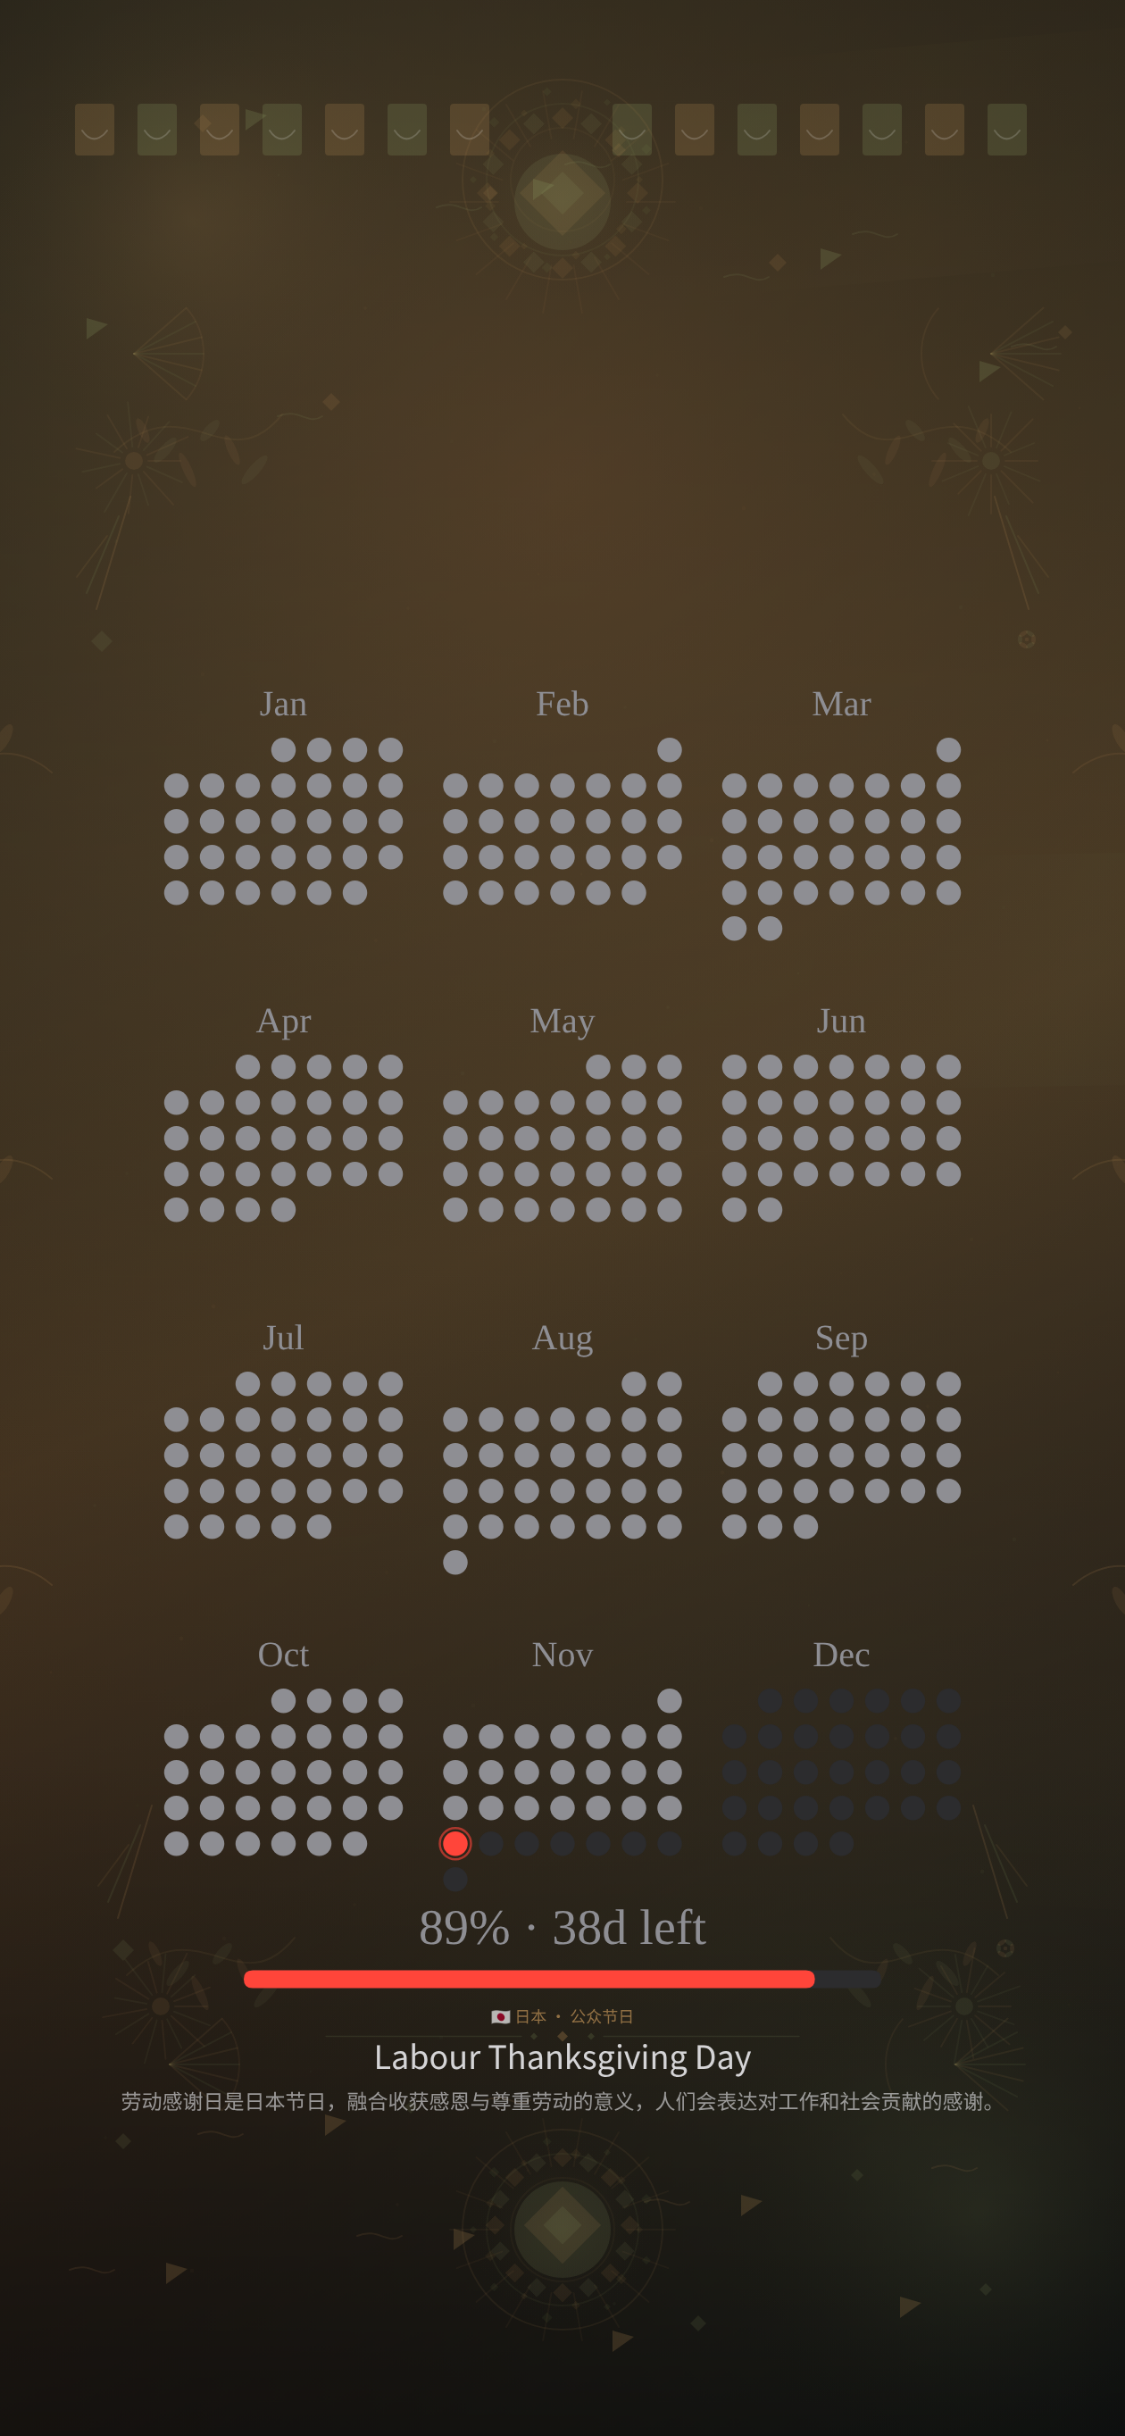 Jan Feb Mar
Apr May Jun
Jul Aug Sep
Oct Nov Dec
89% · 38d left
🇯🇵 日本 · 公众节日
Labour Thanksgiving Day
劳动感谢日是日本节日，融合收获感恩与尊重劳动的意义，人们会表达对工作和社会贡献的感谢。